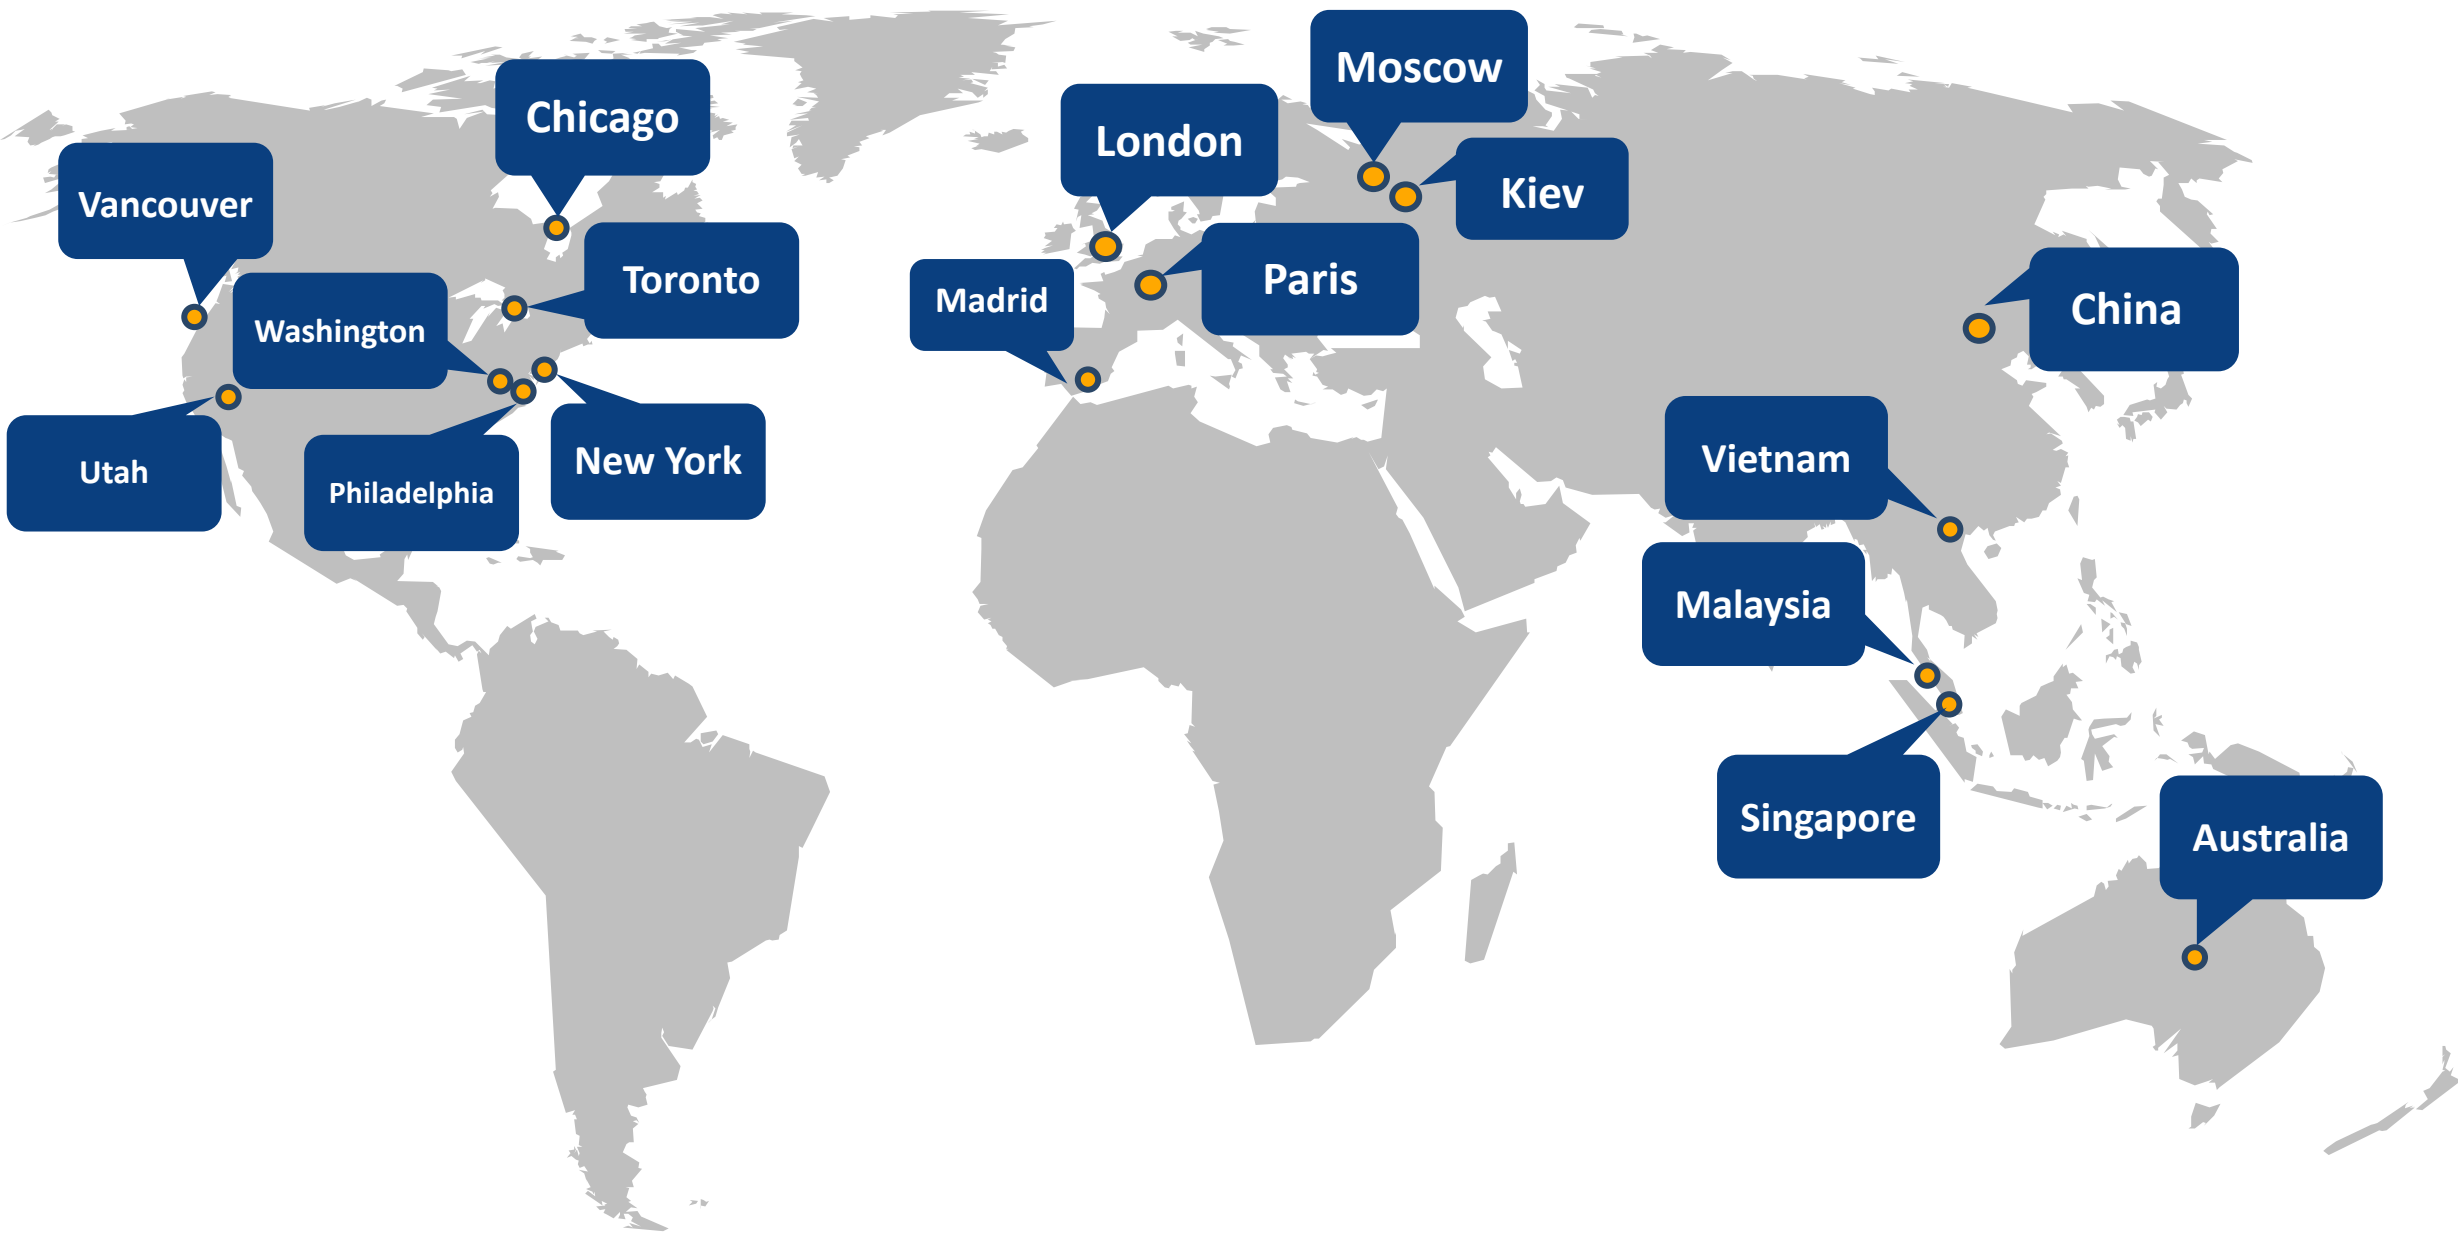 Moscow
Chicago
London
Vancouver
Kiev
Toronto
Paris
Madrid
China
Washington
Vietnam
New York
Utah
Philadelphia
Malaysia
Singapore
Australia